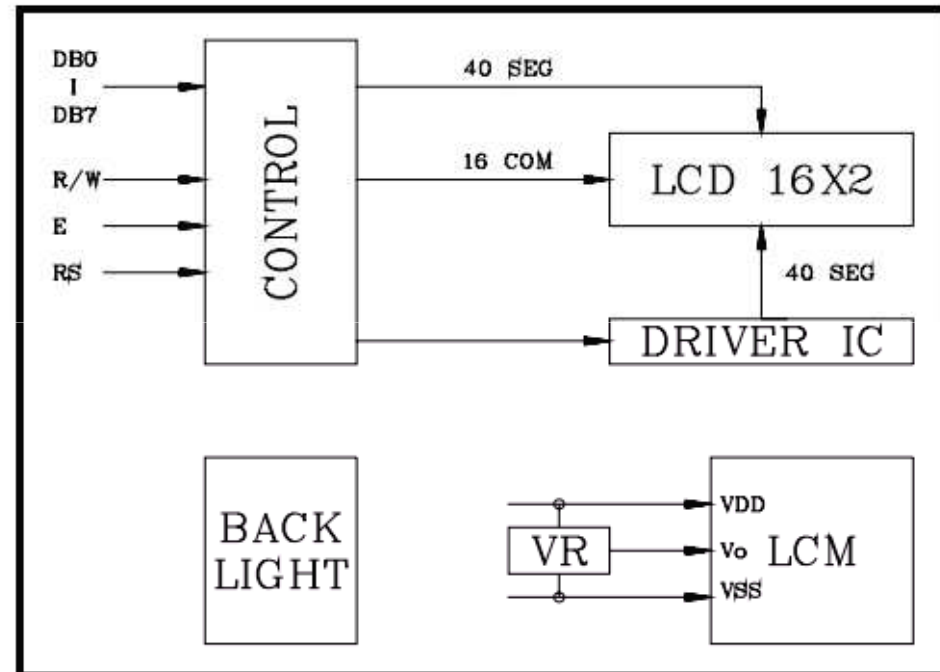 DB0
I
DB7
R/W
E
RS
CONTROL
40 SEG
16 COM
LCD 16X2
40 SEG
DRIVER IC
BACK
LIGHT
VR
VDD
Vo
VSS
LCM